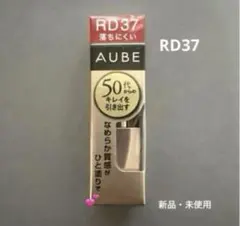 RD37
落ちにくい
RD37
AUBE
50代
からの
キレイを
引き出す
なめらか質感が
ひと塗りで
新品・未使用